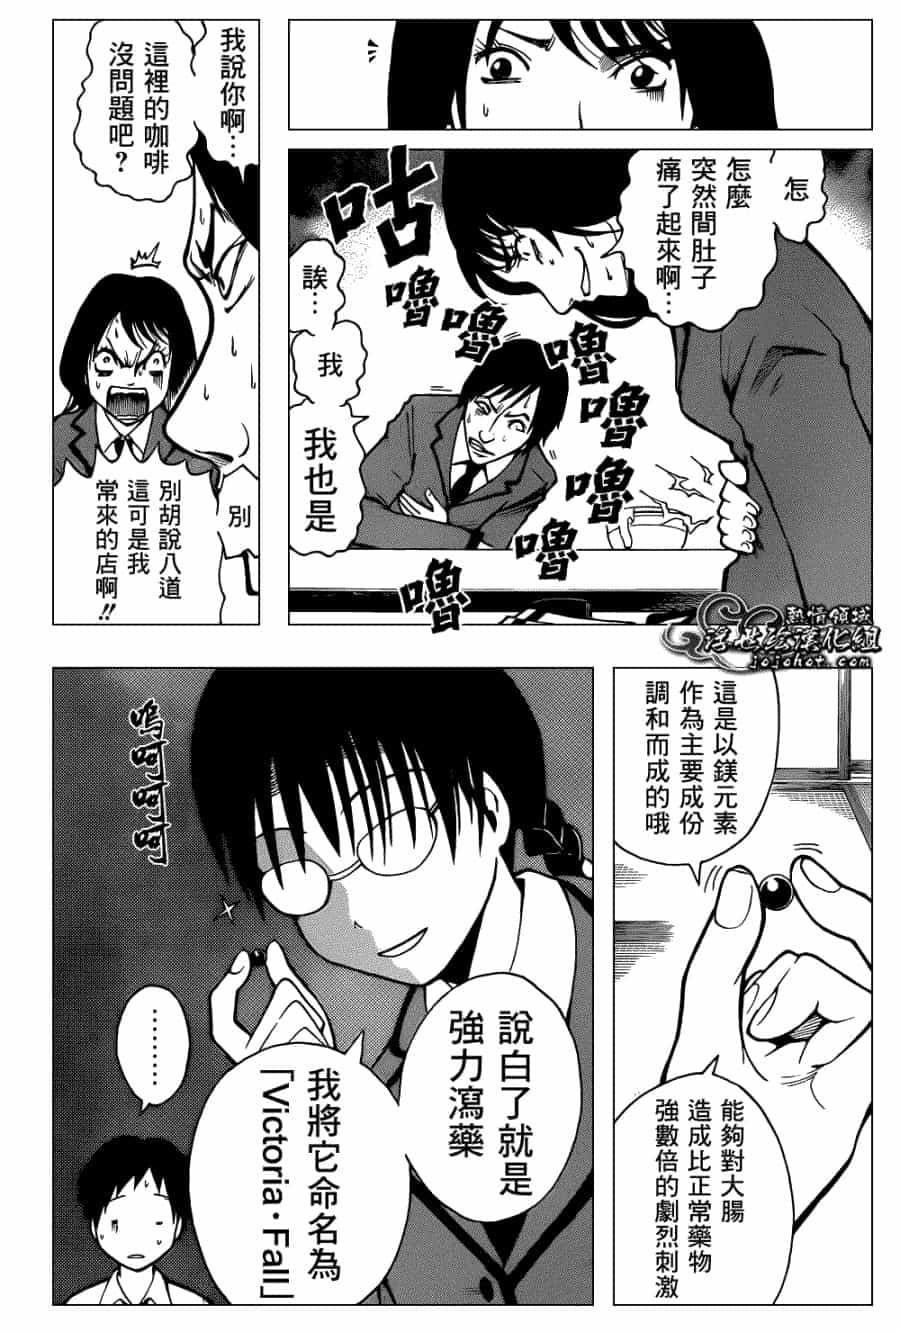 怎
怎麼
突然間肚子
痛了起來啊…
咕
嚕
嚕
嚕
嚕
嚕
嚕
嚕
誒…
我
我也是
我說你啊…
這裡的咖啡
沒問題吧？
別
別胡說八道
這可是我
常來的店啊!!
熱情領域
浮世绘漢化組
jojohot.com
這是以鎂元素
作為主要成份
調和而成的哦
能夠對大腸
造成比正常藥物
強數倍的劇烈刺激
說白了就是
強力瀉藥
我將它命名為
「Victoria·Fall」
嗚呵呵呵
………